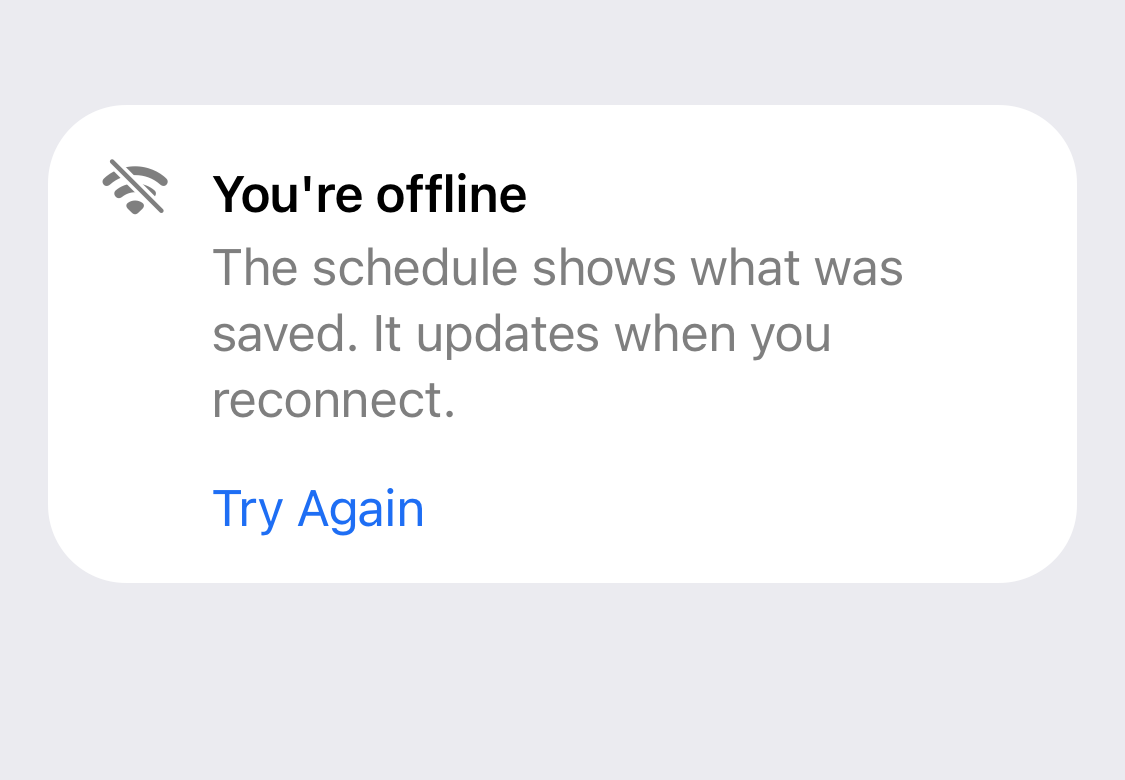 You're offline
The schedule shows what was
saved. It updates when you
reconnect.
Try Again